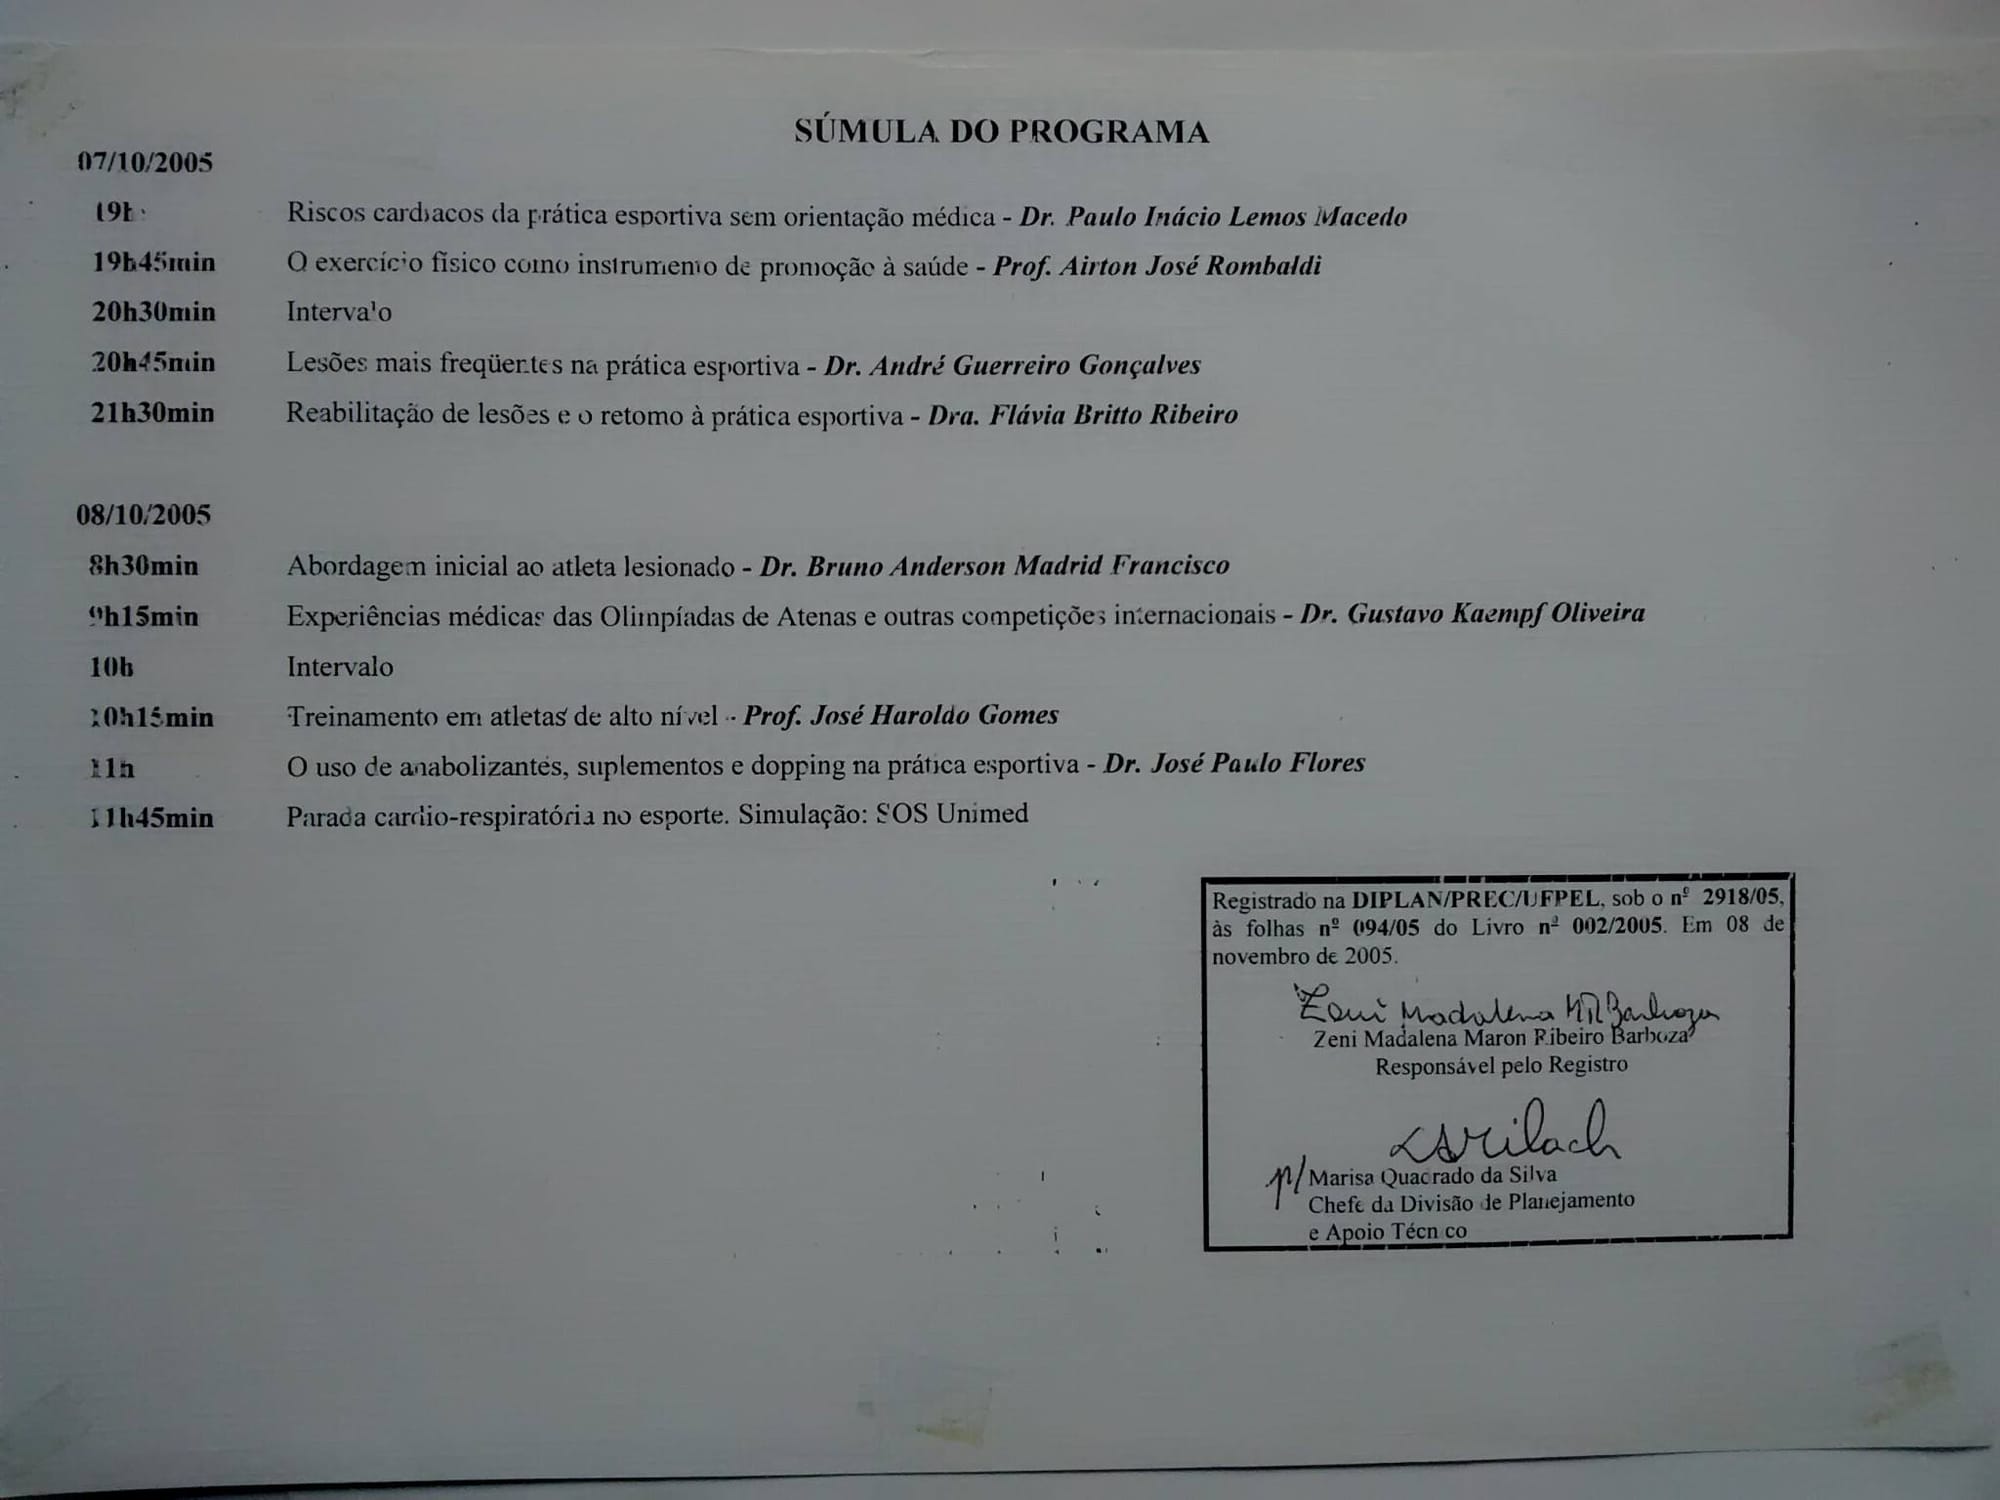 SÚMULA DO PROGRAMA
07/10/2005
19h Riscos cardíacos da prática esportiva sem orientação médica - Dr. Paulo Inácio Lemos Macedo
19h45min O exercício físico como instrumento de promoção à saúde - Prof. Airton José Rombaldi
20h30min Intervalo
20h45min Lesões mais freqüentes na prática esportiva - Dr. André Guerreiro Gonçalves
21h30min Reabilitação de lesões e o retomo à prática esportiva - Dra. Flávia Britto Ribeiro
08/10/2005
8h30min Abordagem inicial ao atleta lesionado - Dr. Bruno Anderson Madrid Francisco
9h15min Experiências médicas das Olimpíadas de Atenas e outras competições internacionais - Dr. Gustavo Kaempf Oliveira
10h Intervalo
10h15min Treinamento em atletas de alto nível - Prof. José Haroldo Gomes
11h O uso de anabolizantes, suplementos e dopping na prática esportiva - Dr. José Paulo Flores
11h45min Parada cardio-respiratória no esporte. Simulação: SOS Unimed
Registrado na DIPLAN/PREC/UFPEL, sob o nº 2918/05,
às folhas nº 094/05 do Livro nº 002/2005. Em 08 de
novembro de 2005.
Zeni Madalena MR Barboza
Zeni Madalena Maron Ribeiro Barboza
Responsável pelo Registro
p/ Marisa Quadrado da Silva
Chefe da Divisão de Planejamento
e Apoio Técnico